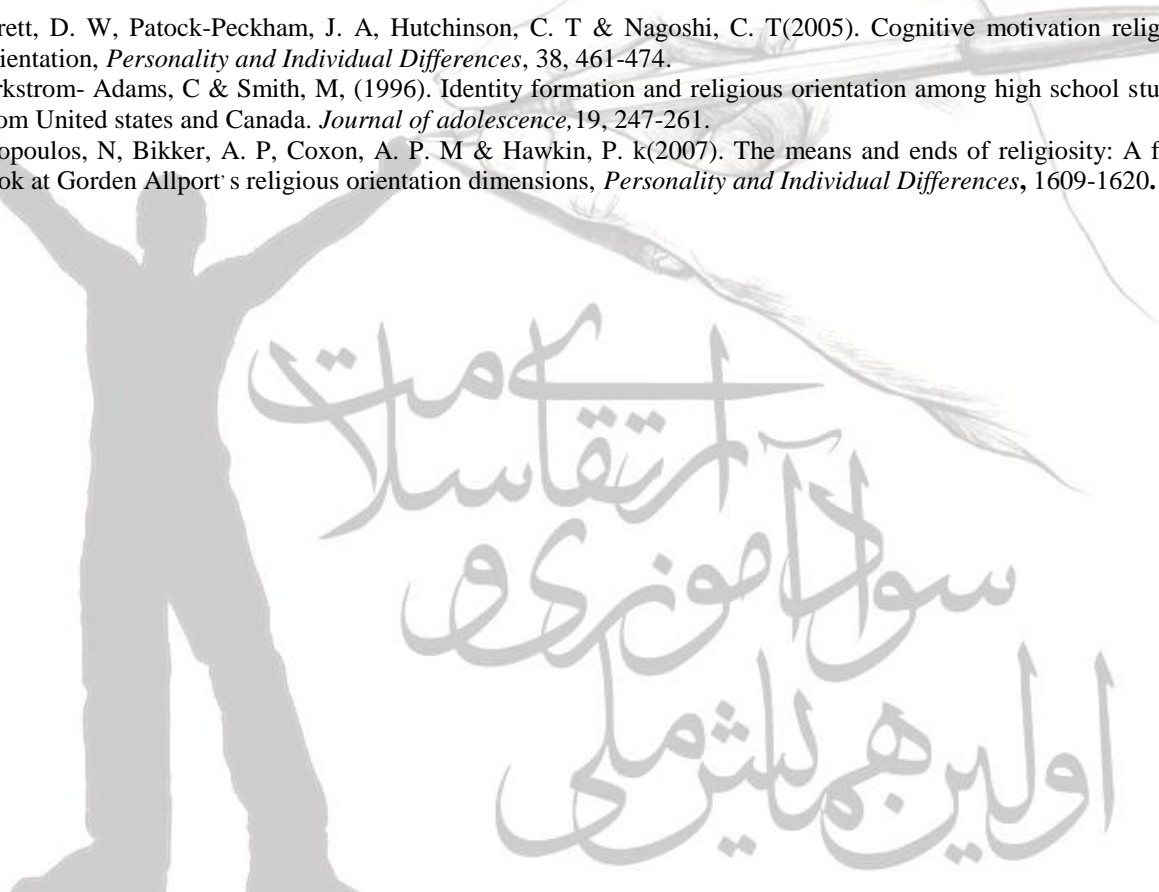 rett, D. W, Patock-Peckham, J. A, Hutchinson, C. T & Nagoshi, C. T(2005). Cognitive motivation relig
ientation, Personality and Individual Differences, 38, 461-474.
rkstrom- Adams, C & Smith, M, (1996). Identity formation and religious orientation among high school stu
om United states and Canada. Journal of adolescence,19, 247-261.
opoulos, N, Bikker, A. P, Coxon, A. P. M & Hawkin, P. k(2007). The means and ends of religiosity: A f
ok at Gorden Allport’ s religious orientation dimensions, Personality and Individual Differences, 1609-1620.
اولین همایش ملی
سوادآموزی و
ارتقای سلامت